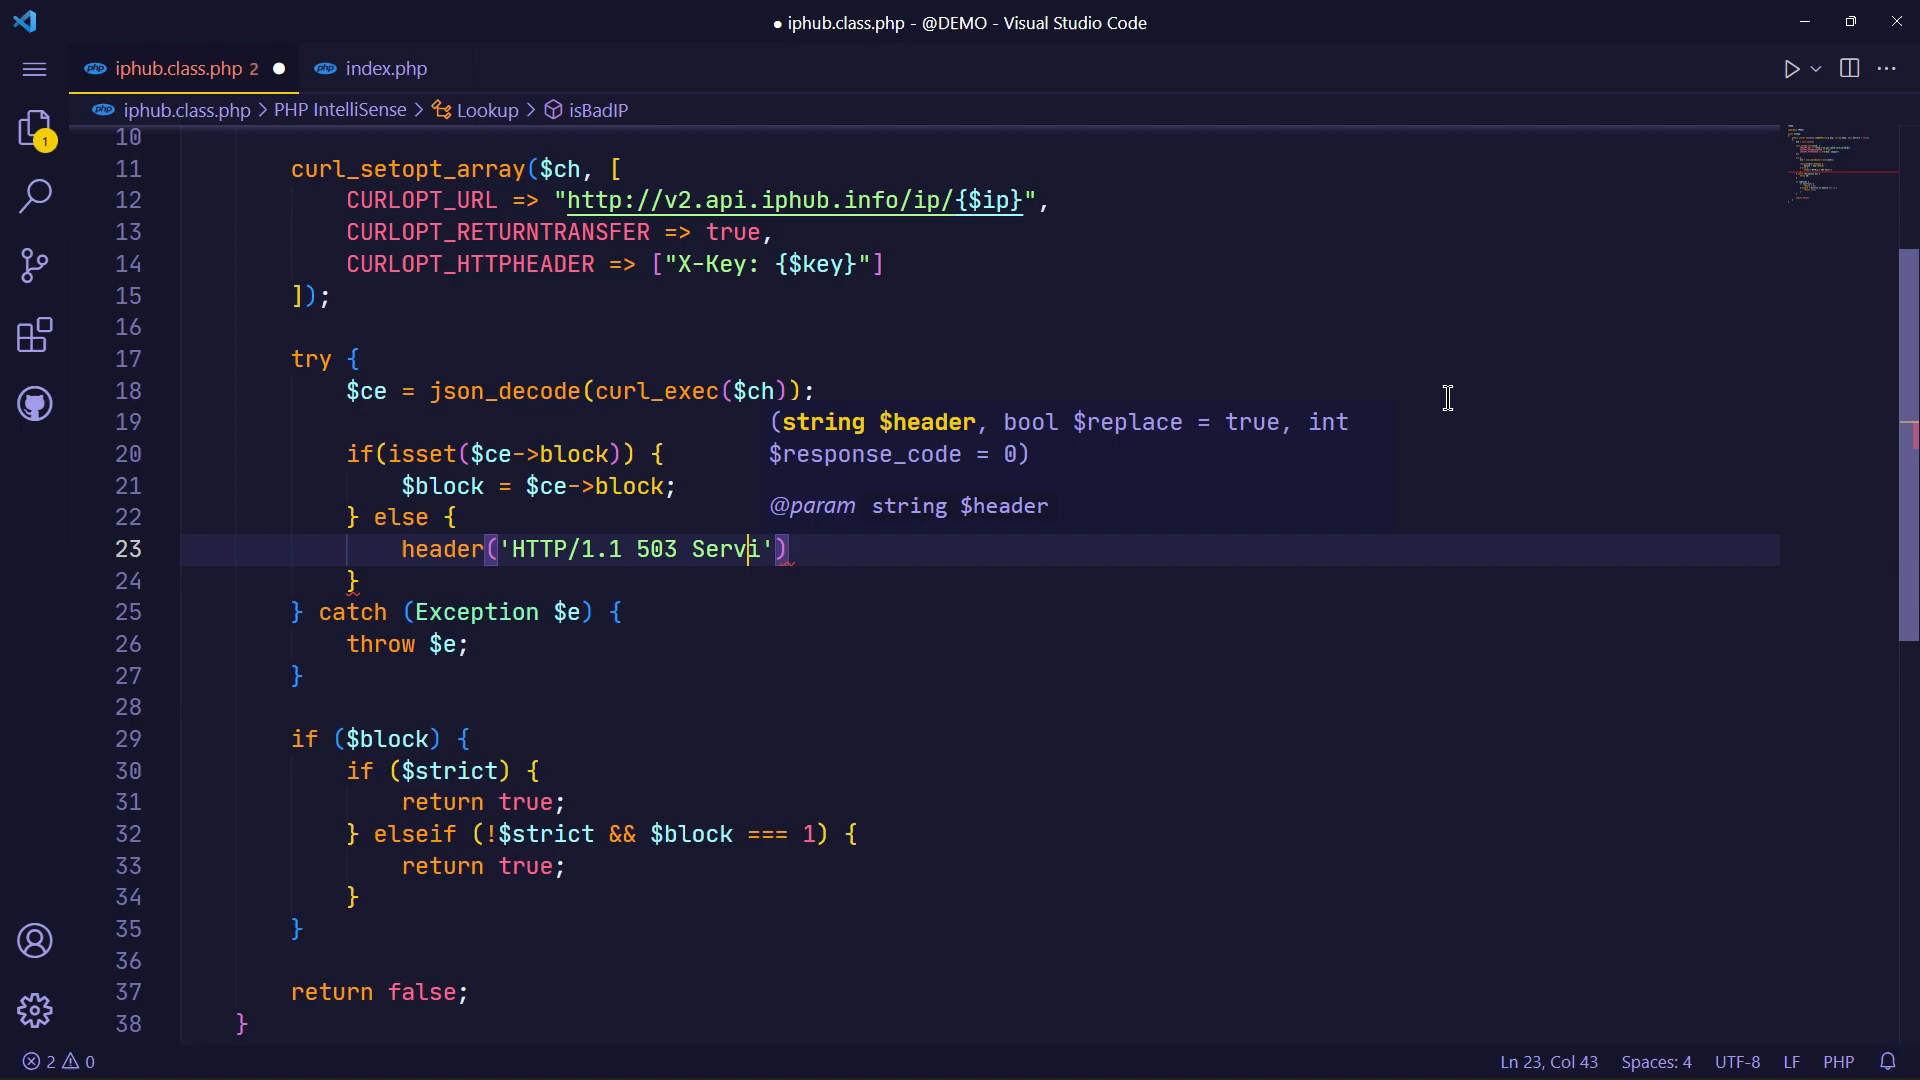 ● iphub.class.php - @DEMO - Visual Studio Code
php iphub.class.php 2 ●
php index.php
php iphub.class.php > PHP IntelliSense > Lookup > isBadIP
1
10
11 curl_setopt_array($ch, [
12 CURLOPT_URL => "http://v2.api.iphub.info/ip/{$ip}",
13 CURLOPT_RETURNTRANSFER => true,
14 CURLOPT_HTTPHEADER => ["X-Key: {$key}"]
15 ]);
16
17 try {
18 $ce = json_decode(curl_exec($ch));
19
(string $header, bool $replace = true, int
20 if(isset($ce->block)) {
$response_code = 0)
21 $block = $ce->block;
@param string $header
22 } else {
23 header('HTTP/1.1 503 Servi')
24 }
25 } catch (Exception $e) {
26 throw $e;
27 }
28
29 if ($block) {
30 if ($strict) {
31 return true;
32 } elseif (!$strict && $block === 1) {
33 return true;
34 }
35 }
36
37 return false;
38 }
2 0
Ln 23, Col 43 Spaces: 4 UTF-8 LF PHP